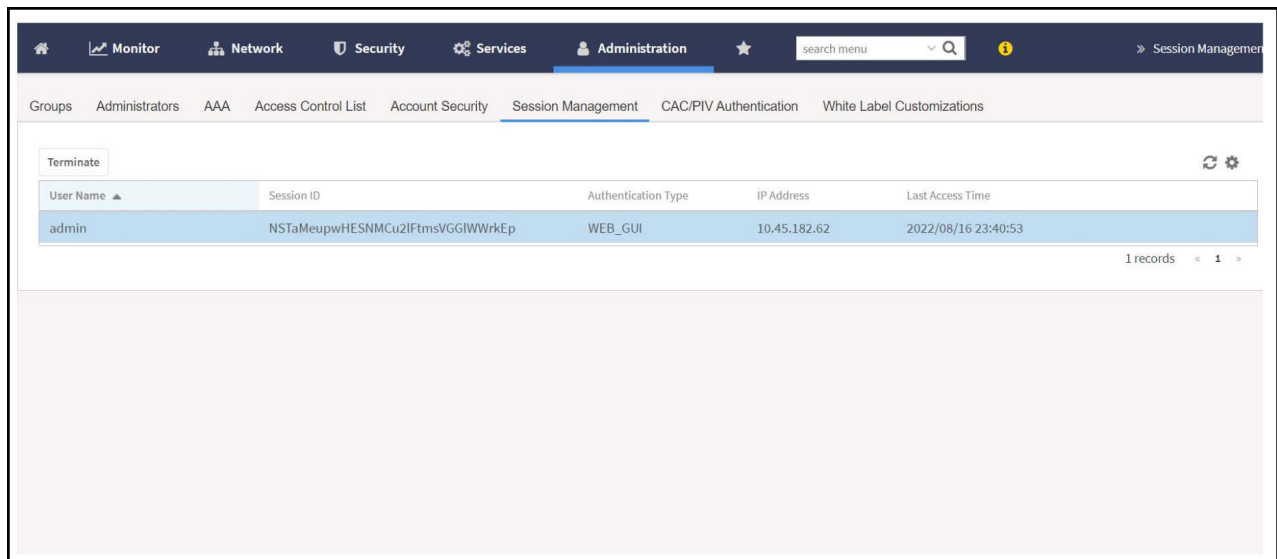 Monitor Network Security Services Administration search menu » Session Managemen
Groups Administrators AAA Access Control List Account Security Session Management CAC/PIV Authentication White Label Customizations
Terminate
User Name Session ID Authentication Type IP Address Last Access Time
admin NSTaMeupwHESNMCu2lFtmsVGGlWWrkEp WEB_GUI 10.45.182.62 2022/08/16 23:40:53
1 records « 1 »